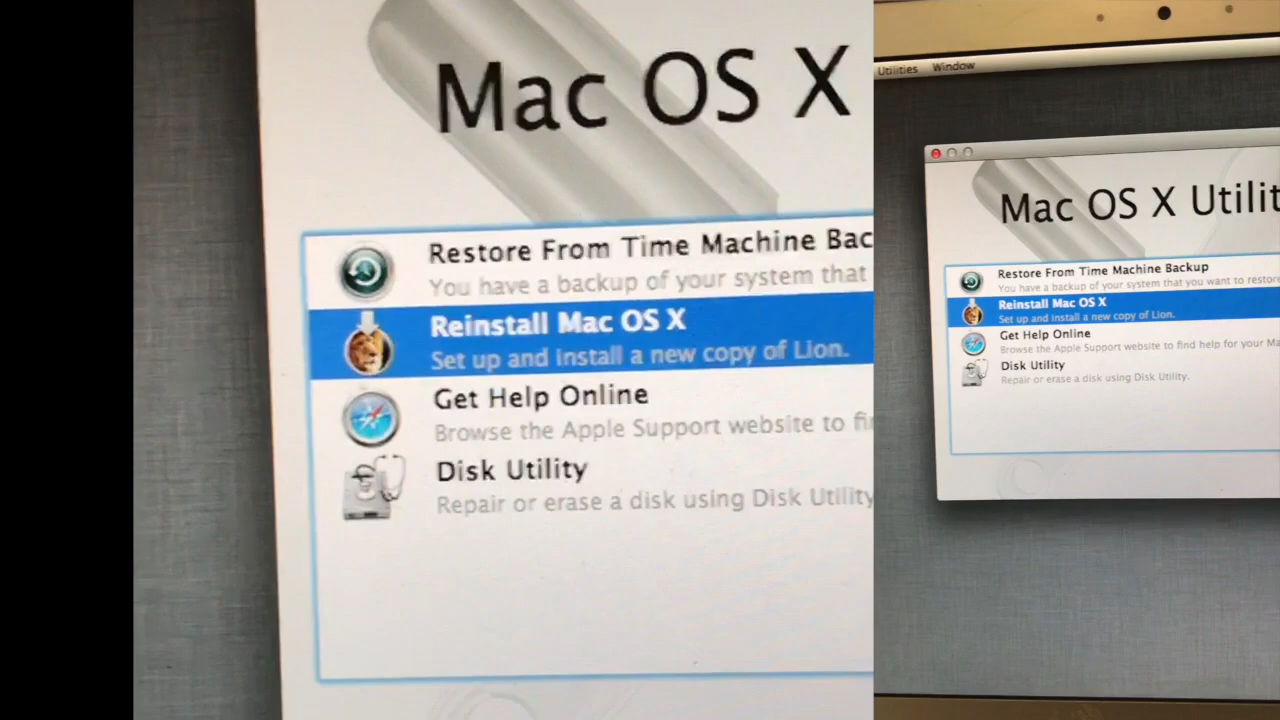 Mac OS X
Restore From Time Machine Bac
You have a backup of your system that
Reinstall Mac OS X
Set up and install a new copy of Lion.
Get Help Online
Browse the Apple Support website to fi
Disk Utility
Repair or erase a disk using Disk Utility
Utilities Window
Mac OS X Utilit
Restore From Time Machine Backup
You have a backup of your system that you want to restore
Reinstall Mac OS X
Set up and install a new copy of Lion.
Get Help Online
Browse the Apple Support website to find help for your Ma
Disk Utility
Repair or erase a disk using Disk Utility.